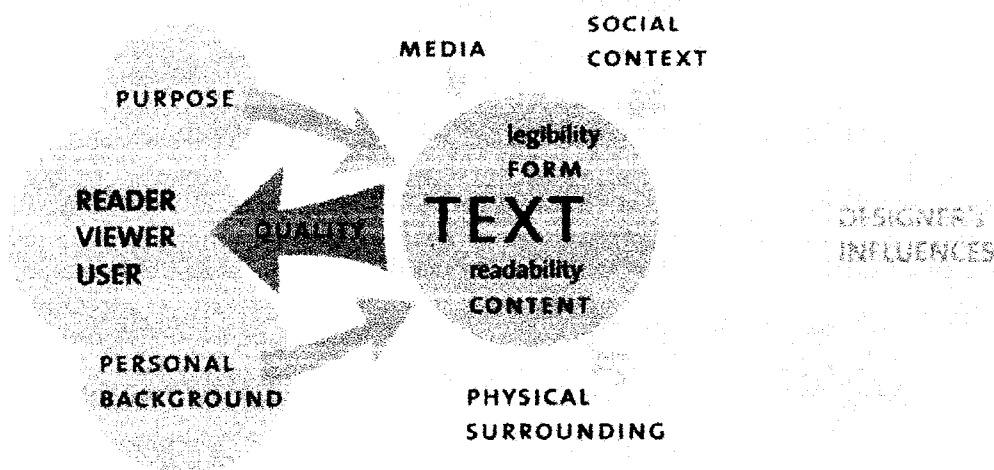 SOCIAL
CONTEXT
MEDIA
PURPOSE
legibility
FORM
READER
VIEWER
USER
QUALITY
TEXT
readability
CONTENT
DESIGNER'S
INFLUENCES
PERSONAL
BACKGROUND
PHYSICAL
SURROUNDING